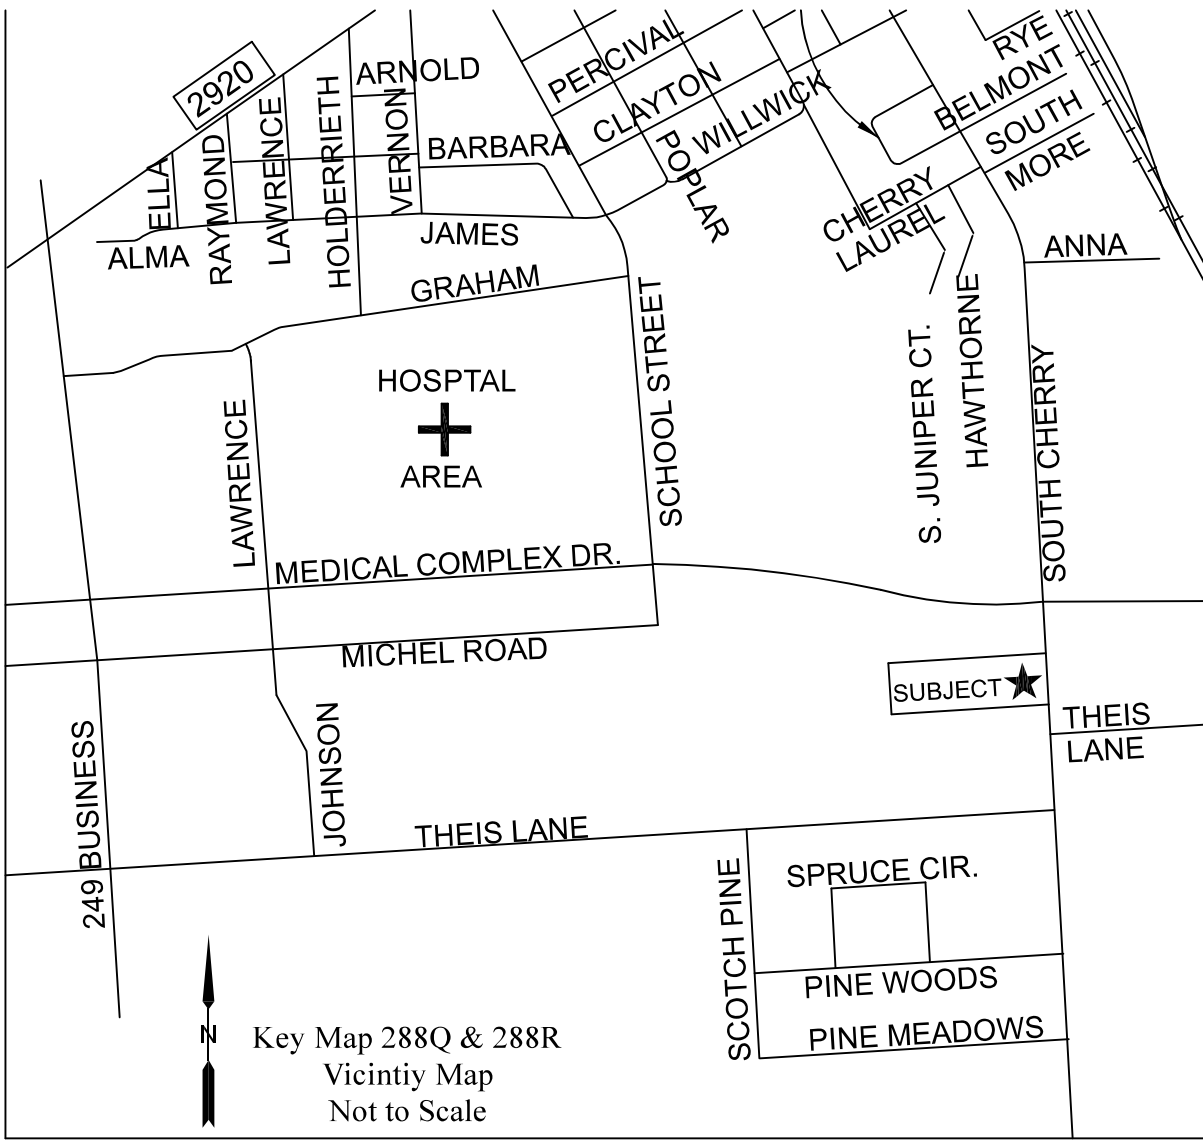 RYE
PERCIVAL
BELMONT
2920
ARNOLD
CLAYTON
WILLWICK
SOUTH
MORE
LAWRENCE
HOLDERRIETH
VERNON
BARBARA
POPLAR
ELLA
RAYMOND
CHERRY
LAUREL
ALMA
JAMES
ANNA
GRAHAM
SCHOOL STREET
S. JUNIPER CT.
HAWTHORNE
SOUTH CHERRY
HOSPTAL
AREA
LAWRENCE
MEDICAL COMPLEX DR.
MICHEL ROAD
SUBJECT
THEIS
LANE
249 BUSINESS
JOHNSON
THEIS LANE
SCOTCH PINE
SPRUCE CIR.
PINE WOODS
PINE MEADOWS
N
Key Map 288Q & 288R
Vicintiy Map
Not to Scale